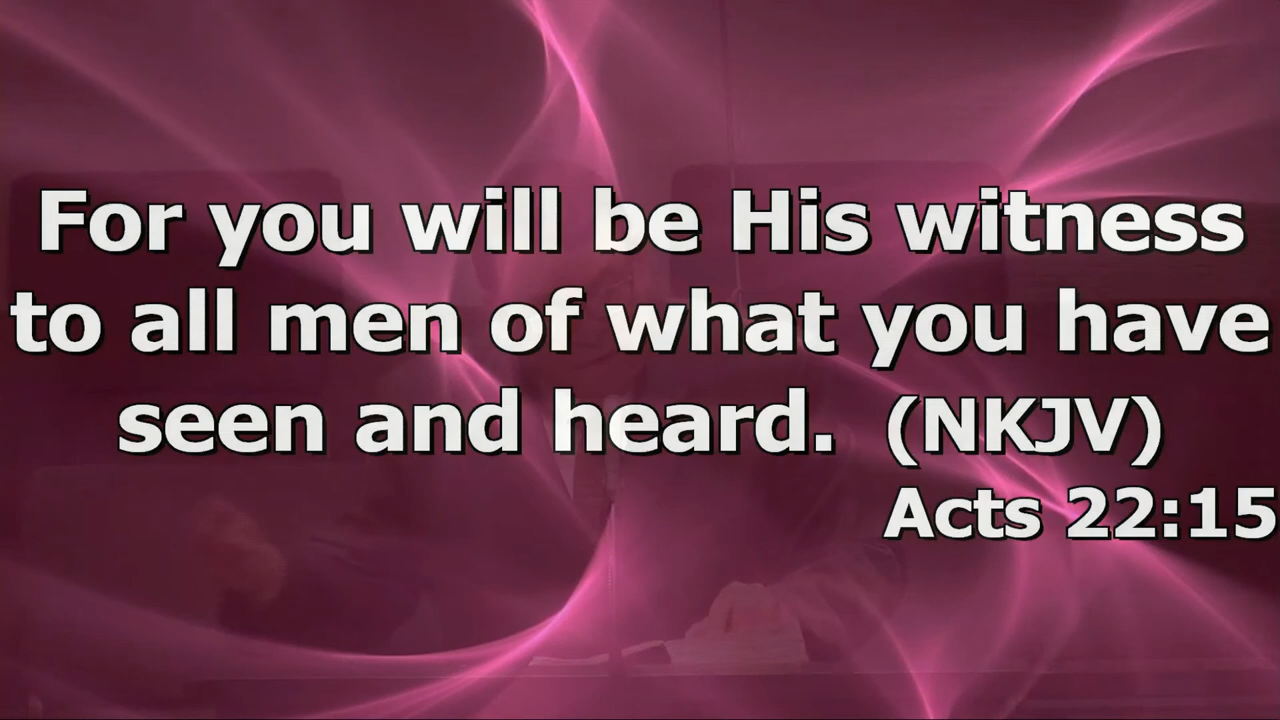 For you will be His witness
to all men of what you have
seen and heard. (NKJV)
Acts 22:15